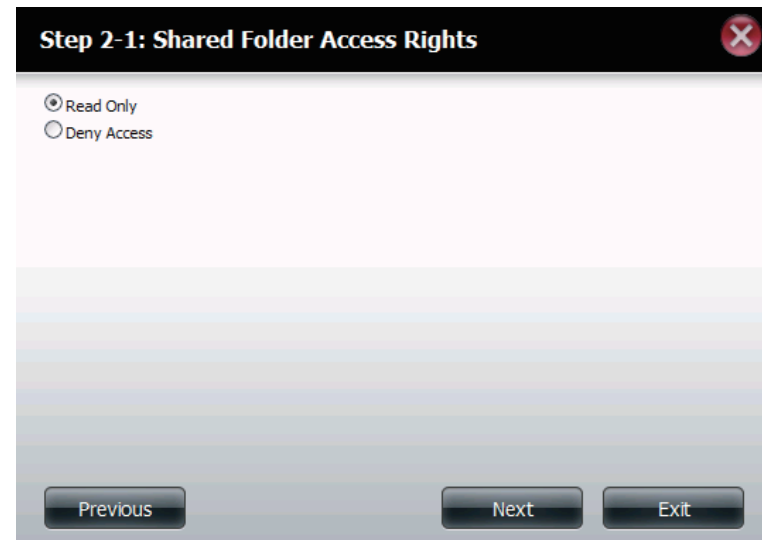 Step 2-1: Shared Folder Access Rights
Read Only
Deny Access
Previous Next Exit